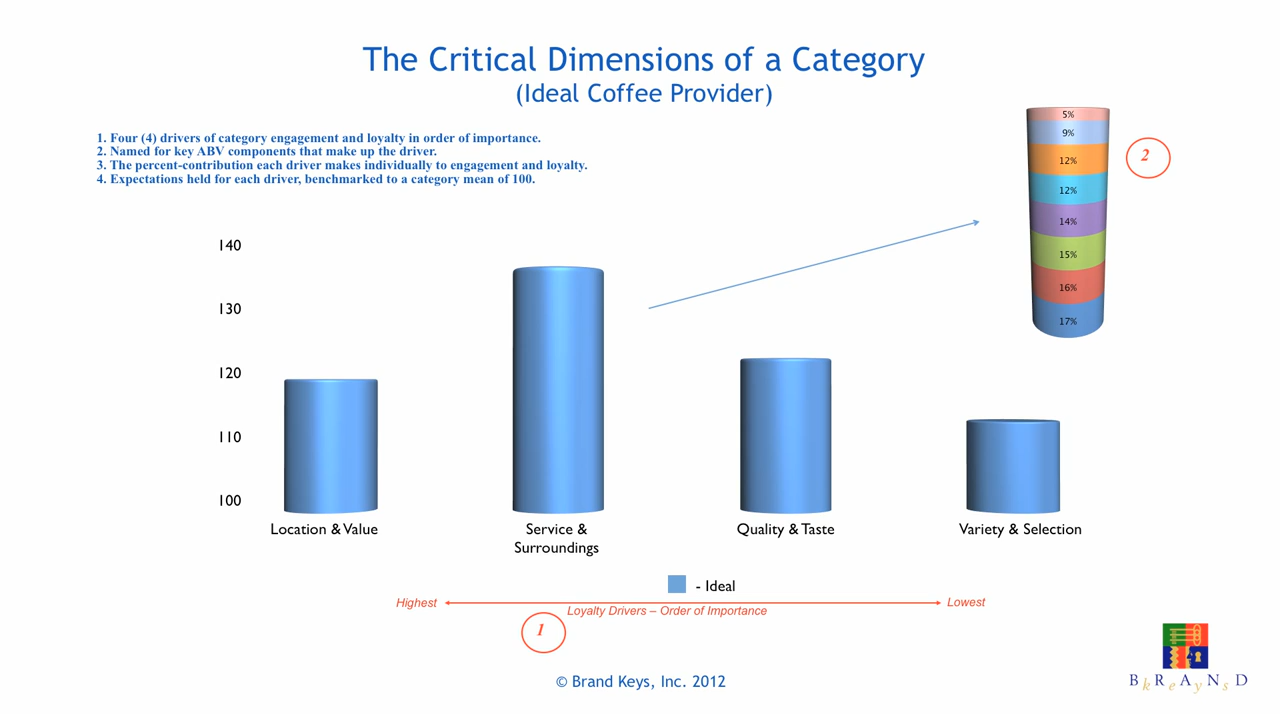 The Critical Dimensions of a Category
(Ideal Coffee Provider)
1. Four (4) drivers of category engagement and loyalty in order of importance.
2. Named for key ABV components that make up the driver.
3. The percent-contribution each driver makes individually to engagement and loyalty.
4. Expectations held for each driver, benchmarked to a category mean of 100.
5%
9%
12%
12%
14%
15%
16%
17%
2
140
130
120
110
100
Location & Value
Service &
Surroundings
Quality & Taste
Variety & Selection
- Ideal
Highest
Lowest
Loyalty Drivers – Order of Importance
1
© Brand Keys, Inc. 2012
BkReAyNsD